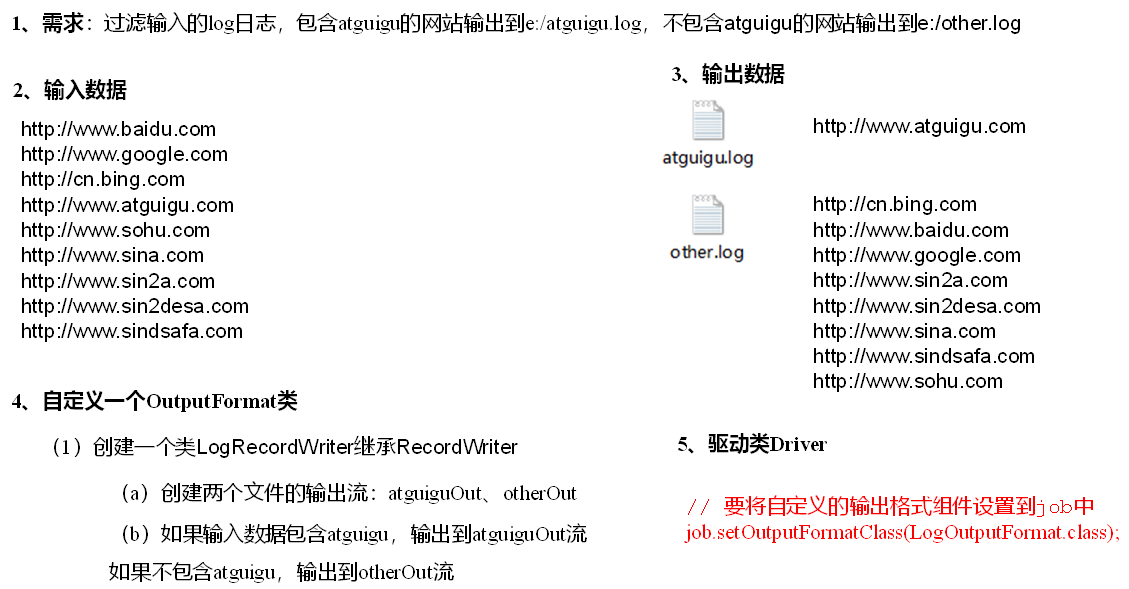 1、需求：过滤输入的log日志，包含atguigu的网站输出到e:/atguigu.log，不包含atguigu的网站输出到e:/other.log
2、输入数据
http://www.baidu.com
http://www.google.com
http://cn.bing.com
http://www.atguigu.com
http://www.sohu.com
http://www.sina.com
http://www.sin2a.com
http://www.sin2desa.com
http://www.sindsafa.com
3、输出数据
atguigu.log
http://www.atguigu.com
other.log
http://cn.bing.com
http://www.baidu.com
http://www.google.com
http://www.sin2a.com
http://www.sin2desa.com
http://www.sina.com
http://www.sindsafa.com
http://www.sohu.com
4、自定义一个OutputFormat类
（1）创建一个类LogRecordWriter继承RecordWriter
（a）创建两个文件的输出流：atguiguOut、otherOut
（b）如果输入数据包含atguigu，输出到atguiguOut流
如果不包含atguigu，输出到otherOut流
5、驱动类Driver
// 要将自定义的输出格式组件设置到job中
job.setOutputFormatClass(LogOutputFormat.class);